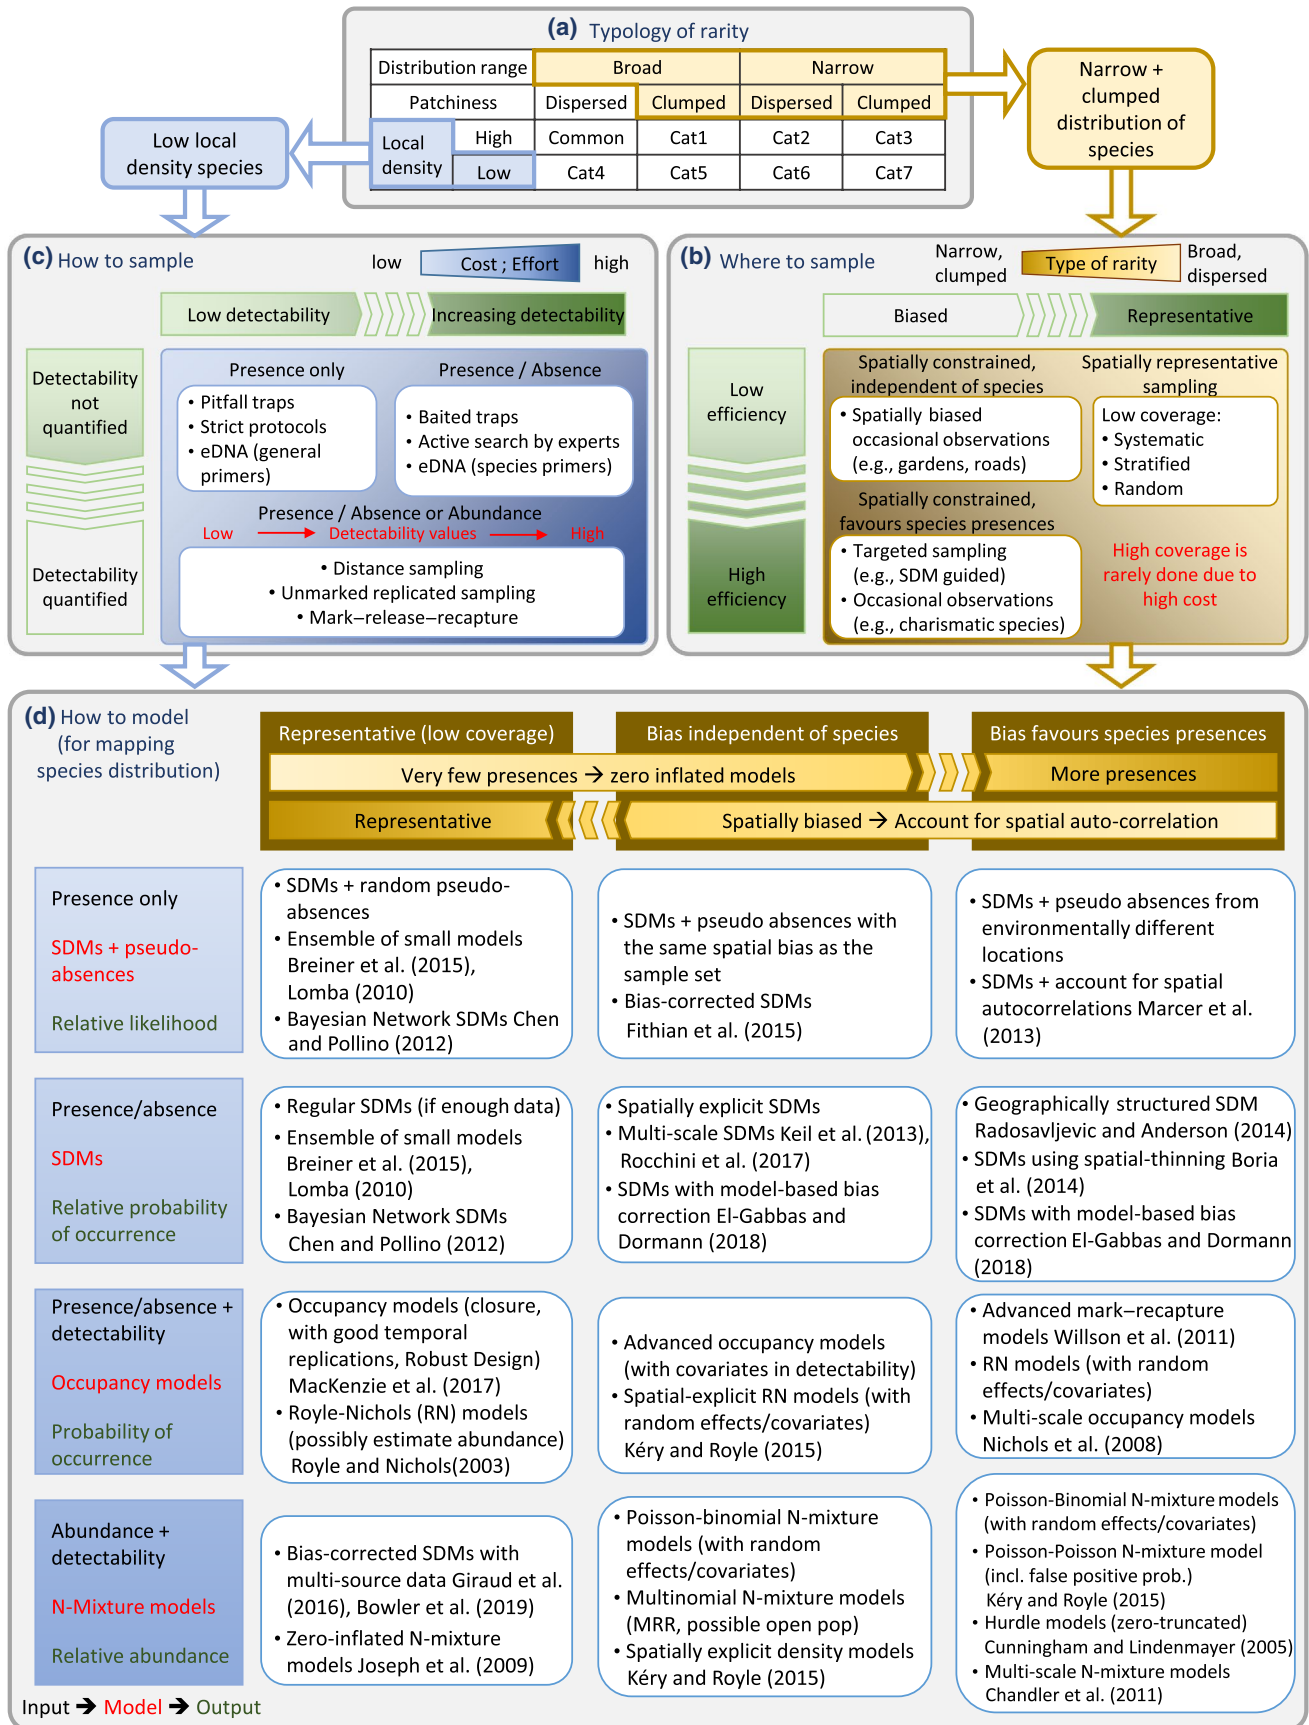 (a) Typology of rarity
Distribution range Broad Narrow
Patchiness Dispersed Clumped Dispersed Clumped
Local density
High Common Cat1 Cat2 Cat3
Low Cat4 Cat5 Cat6 Cat7
Low local
density species
Narrow +
clumped
distribution of
species
(c) How to sample
low Cost ; Effort high
Low detectability Increasing detectability
Detectability
not
quantified
Detectability
quantified
Presence only
• Pitfall traps
• Strict protocols
• eDNA (general
primers)
Presence / Absence
• Baited traps
• Active search by experts
• eDNA (species primers)
Presence / Absence or Abundance
Low Detectability values High
• Distance sampling
• Unmarked replicated sampling
• Mark–release–recapture
(b) Where to sample
Narrow,
clumped
Type of rarity
Broad,
dispersed
Biased Representative
Low
efficiency
High
efficiency
Spatially constrained,
independent of species
• Spatially biased
occasional observations
(e.g., gardens, roads)
Spatially representative
sampling
Low coverage:
• Systematic
• Stratified
• Random
Spatially constrained,
favours species presences
• Targeted sampling
(e.g., SDM guided)
• Occasional observations
(e.g., charismatic species)
High coverage is
rarely done due to
high cost
(d) How to model
(for mapping
species distribution)
Representative (low coverage) Bias independent of species Bias favours species presences
Very few presences → zero inflated models More presences
Representative Spatially biased → Account for spatial auto-correlation
Presence only
SDMs + pseudo-
absences
Relative likelihood
• SDMs + random pseudo-
absences
• Ensemble of small models
Breiner et al. (2015),
Lomba (2010)
• Bayesian Network SDMs Chen
and Pollino (2012)
• SDMs + pseudo absences with
the same spatial bias as the
sample set
• Bias-corrected SDMs
Fithian et al. (2015)
• SDMs + pseudo absences from
environmentally different
locations
• SDMs + account for spatial
autocorrelations Marcer et al.
(2013)
Presence/absence
SDMs
Relative probability
of occurrence
• Regular SDMs (if enough data)
• Ensemble of small models
Breiner et al. (2015),
Lomba (2010)
• Bayesian Network SDMs
Chen and Pollino (2012)
• Spatially explicit SDMs
• Multi-scale SDMs Keil et al. (2013),
Rocchini et al. (2017)
• SDMs with model-based bias
correction El-Gabbas and
Dormann (2018)
• Geographically structured SDM
Radosavljevic and Anderson (2014)
• SDMs using spatial-thinning Boria
et al. (2014)
• SDMs with model-based bias
correction El-Gabbas and Dormann
(2018)
Presence/absence +
detectability
Occupancy models
Probability of
occurrence
• Occupancy models (closure,
with good temporal
replications, Robust Design)
MacKenzie et al. (2017)
• Royle-Nichols (RN) models
(possibly estimate abundance)
Royle and Nichols(2003)
• Advanced occupancy models
(with covariates in detectability)
• Spatial-explicit RN models (with
random effects/covariates)
Kéry and Royle (2015)
• Advanced mark–recapture
models Willson et al. (2011)
• RN models (with random
effects/covariates)
• Multi-scale occupancy models
Nichols et al. (2008)
Abundance +
detectability
N-Mixture models
Relative abundance
• Bias-corrected SDMs with
multi-source data Giraud et al.
(2016), Bowler et al. (2019)
• Zero-inflated N-mixture
models Joseph et al. (2009)
• Poisson-binomial N-mixture
models (with random
effects/covariates)
• Multinomial N-mixture models
(MRR, possible open pop)
• Spatially explicit density models
Kéry and Royle (2015)
• Poisson-Binomial N-mixture models
(with random effects/covariates)
• Poisson-Poisson N-mixture model
(incl. false positive prob.)
Kéry and Royle (2015)
• Hurdle models (zero-truncated)
Cunningham and Lindenmayer (2005)
• Multi-scale N-mixture models
Chandler et al. (2011)
Input → Model → Output